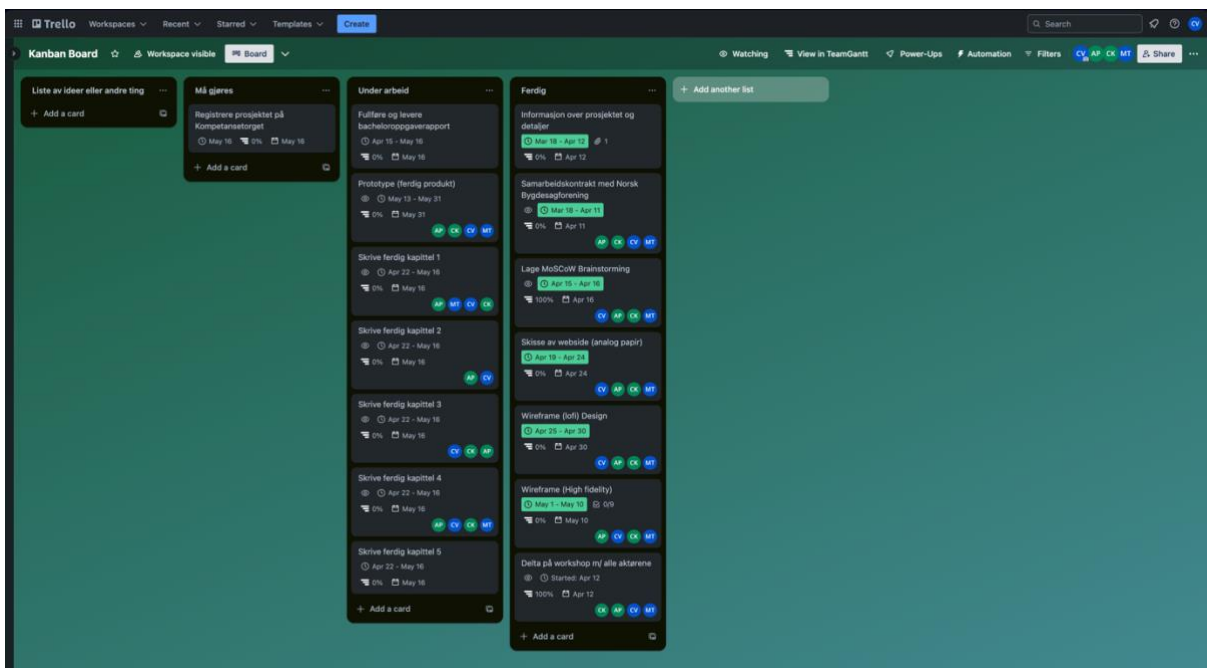 Trello Workspaces Recent Starred Templates Create Search CV
Kanban Board Workspace visible Board Watching View in TeamGantt Power-Ups Automation Filters CV AP CK MT Share
Liste av ideer eller andre ting
+ Add a card
Må gjøres
Registrere prosjektet på
Kompetansetorget
May 16 0% May 16
+ Add a card
Under arbeid
Fullføre og levere
bacheloroppgaverapport
Apr 15 - May 16
0% May 16
Prototype (ferdig produkt)
May 13 - May 31
0% May 31
AP CK CV MT
Skrive ferdig kapittel 1
Apr 22 - May 16
0% May 16
AP MT CV CK
Skrive ferdig kapittel 2
Apr 22 - May 16
0% May 16
AP CV
Skrive ferdig kapittel 3
Apr 22 - May 16
0% May 16
CV CK AP
Skrive ferdig kapittel 4
Apr 22 - May 16
0% May 16
AP CV CK MT
Skrive ferdig kapittel 5
Apr 22 - May 16
0% May 16
+ Add a card
Ferdig
Informasjon over prosjektet og
detaljer
Mar 18 - Apr 12 1
0% Apr 12
Samarbeidskontrakt med Norsk
Bygdesagforening
Mar 18 - Apr 11
0% Apr 11
AP CK CV MT
Lage MoSCoW Brainstorming
Apr 15 - Apr 16
100% Apr 16
CV AP CK MT
Skisse av webside (analog papir)
Apr 19 - Apr 24
0% Apr 24
CV AP CK MT
Wireframe (lofi) Design
Apr 25 - Apr 30
0% Apr 30
CV AP CK MT
Wireframe (High fidelity)
May 1 - May 10 0/9
0% May 10
AP CV CK MT
Delta på workshop m/ alle aktørene
Started: Apr 12
100% Apr 12
CK AP CV MT
+ Add a card
+ Add another list